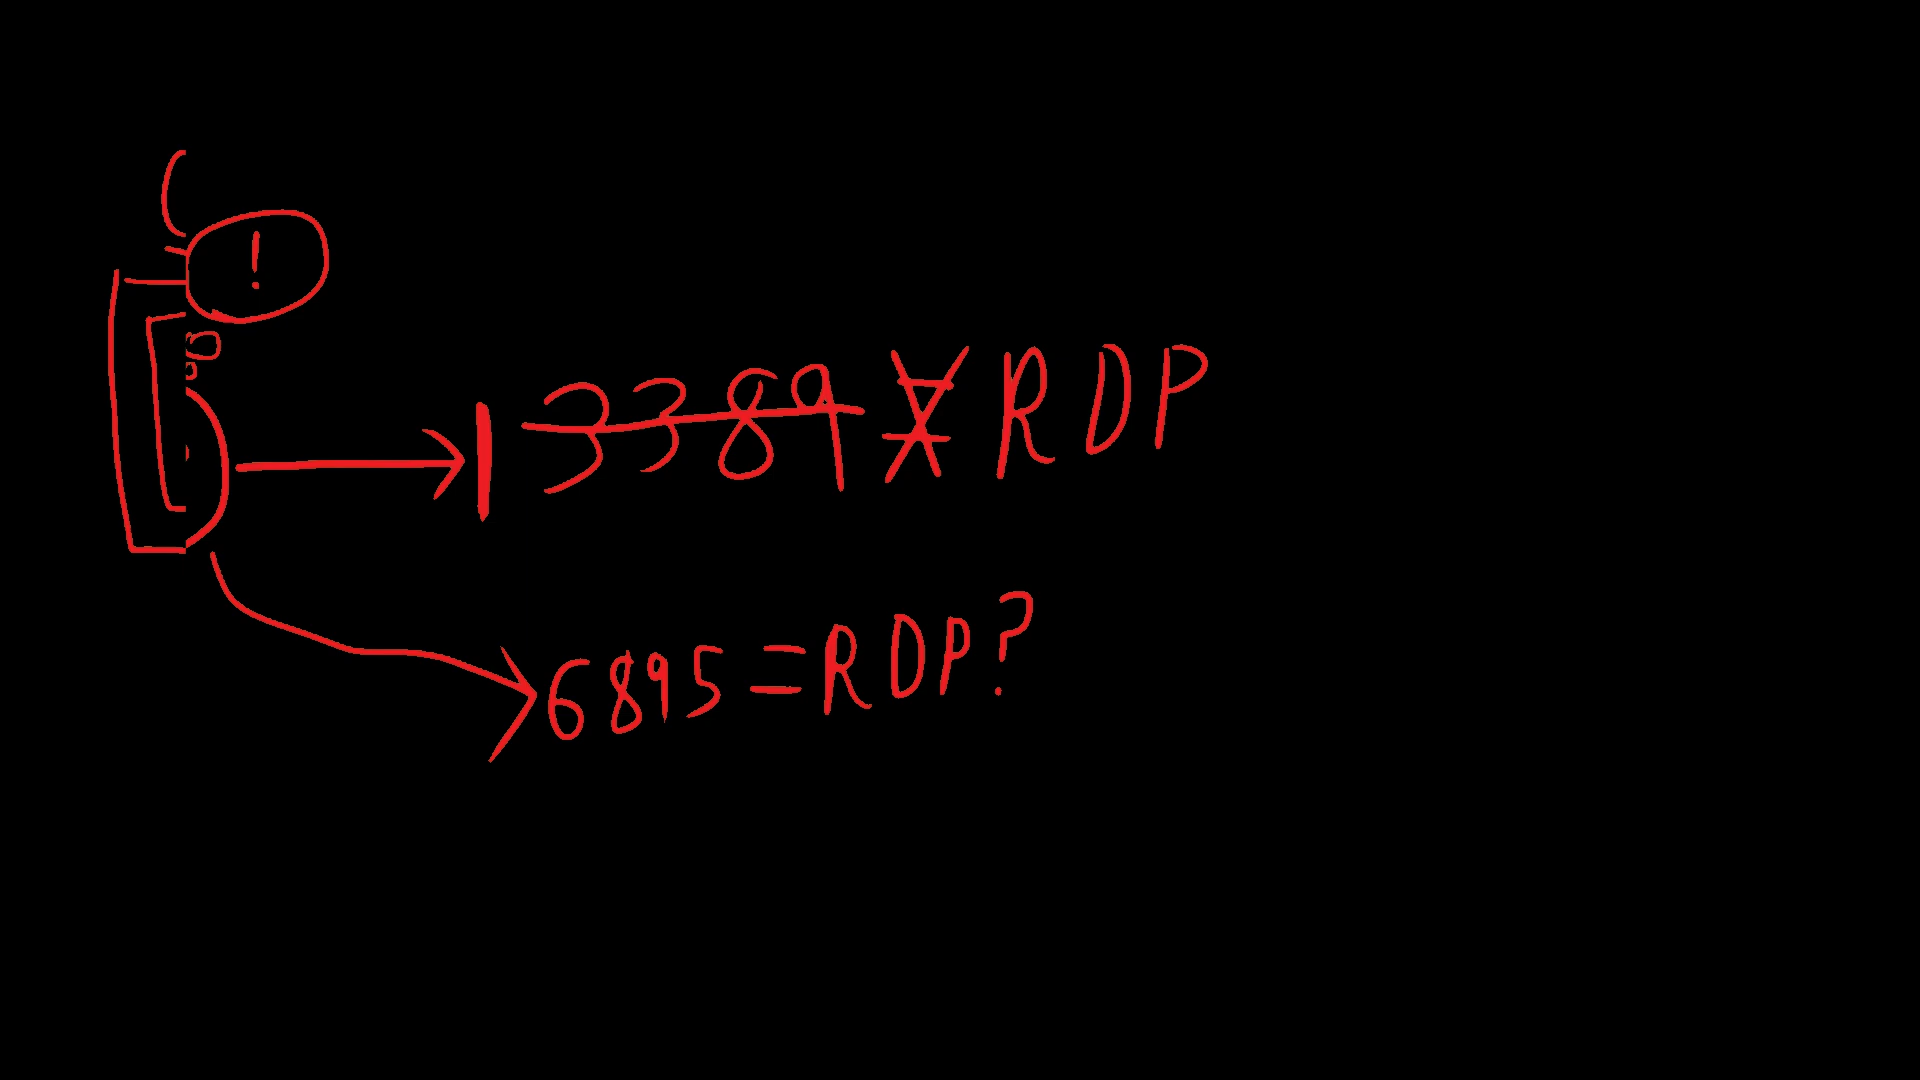 !
3389 = RDP
6895 = RDP?